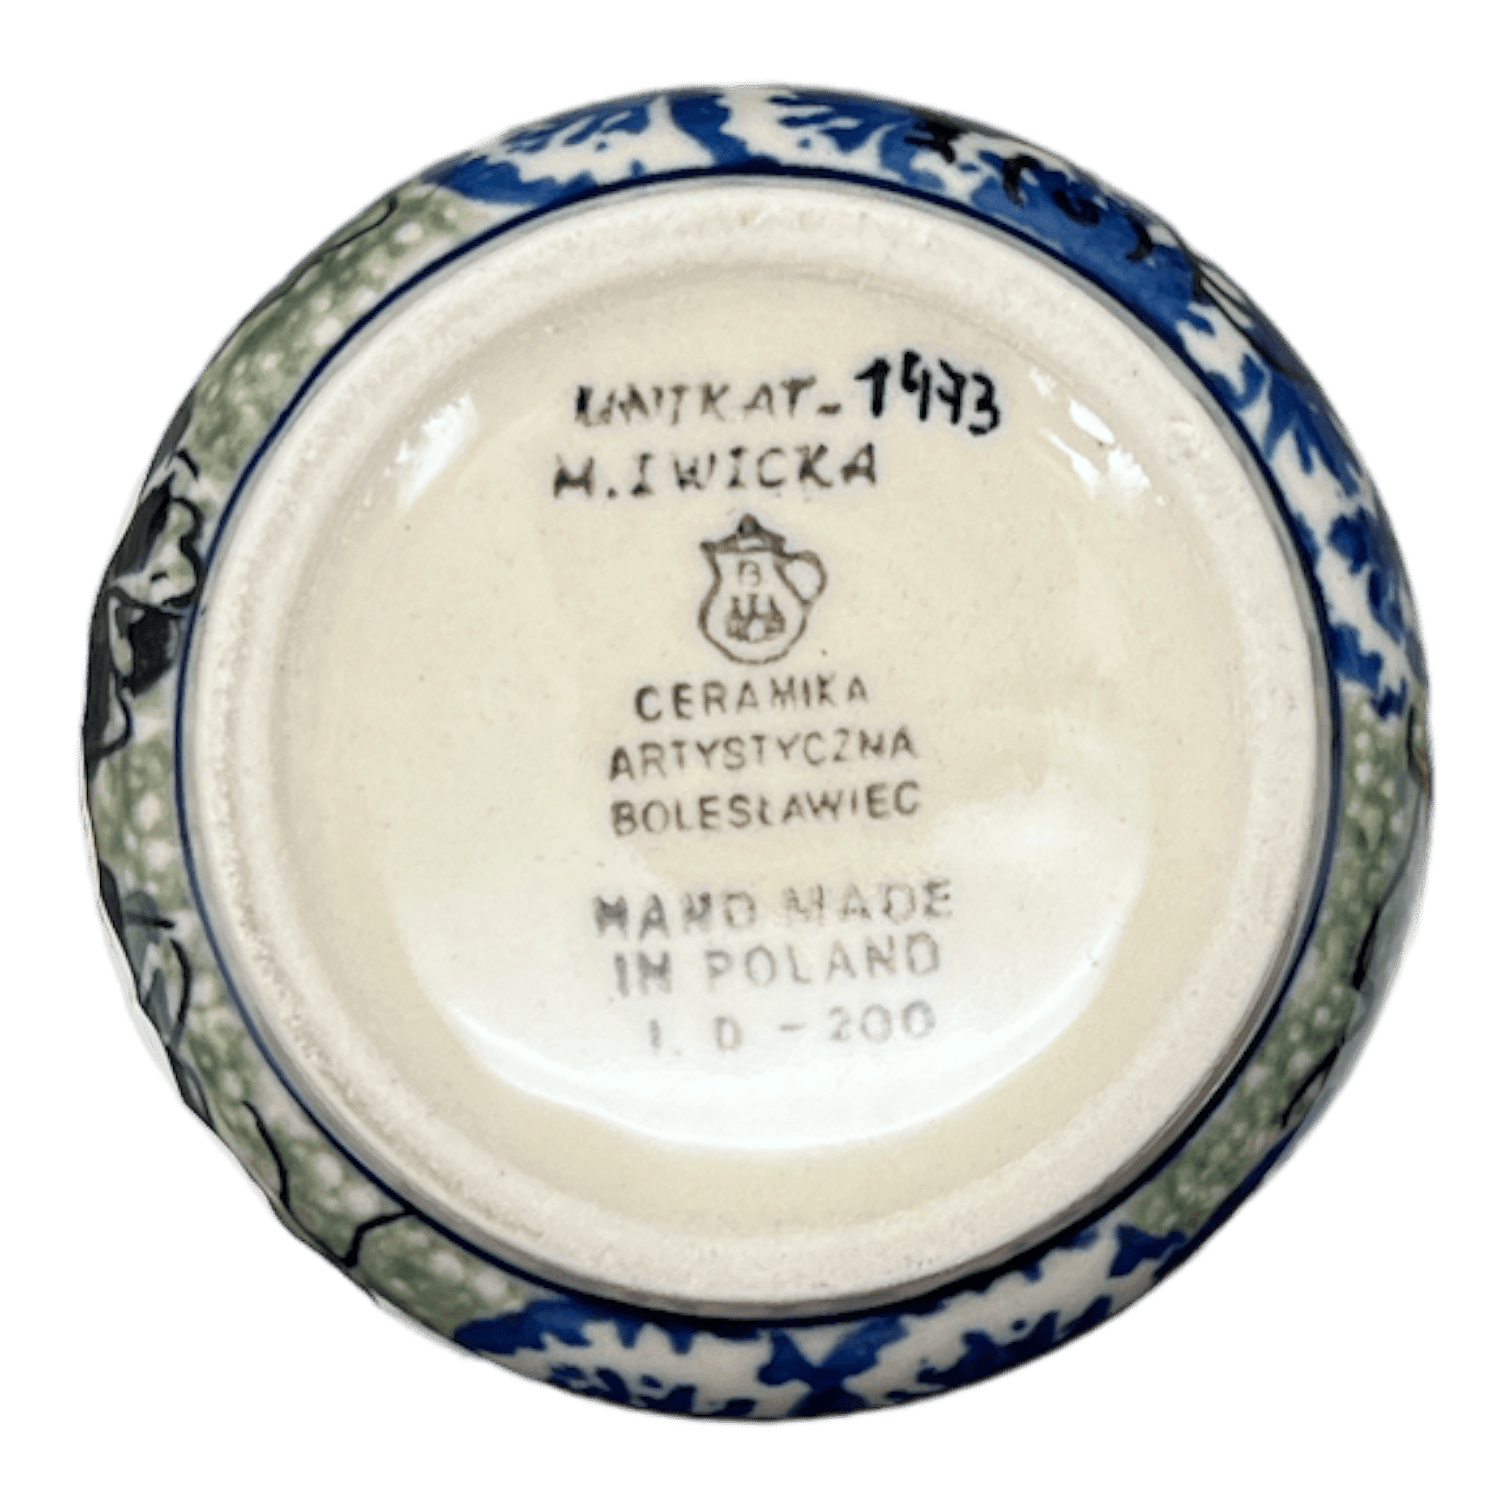 UNIKAT-1473
M.IWICKA
B
CERAMIKA
ARTYSTYCZNA
BOLESŁAWIEC
HAND MADE
IN POLAND
I. D - 200